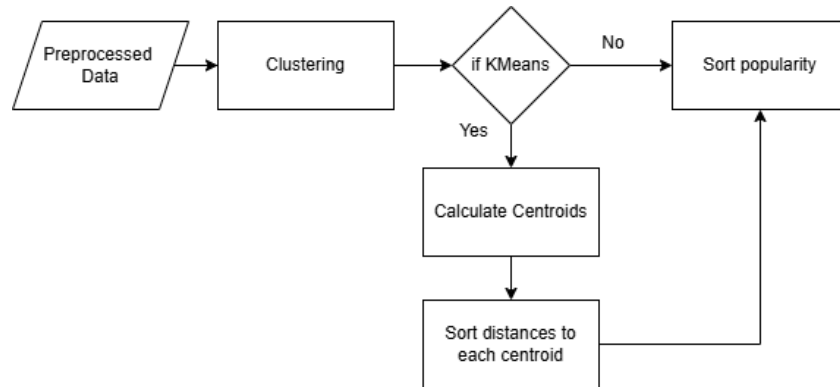 Preprocessed
Data
Clustering
if KMeans
No
Sort popularity
Yes
Calculate Centroids
Sort distances to
each centroid